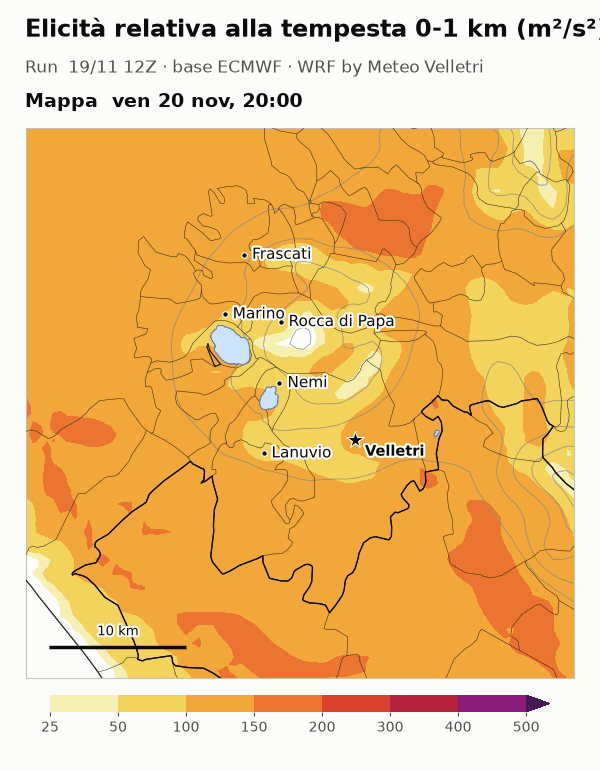 Elicità relativa alla tempesta 0-1 km (m²/s²)
Run  19/11 12Z · base ECMWF · WRF by Meteo Velletri
Mappa  ven 20 nov, 20:00
Frascati
Marino
Rocca di Papa
Nemi
Velletri
Lanuvio
10 km
25 50 100 150 200 300 400 500